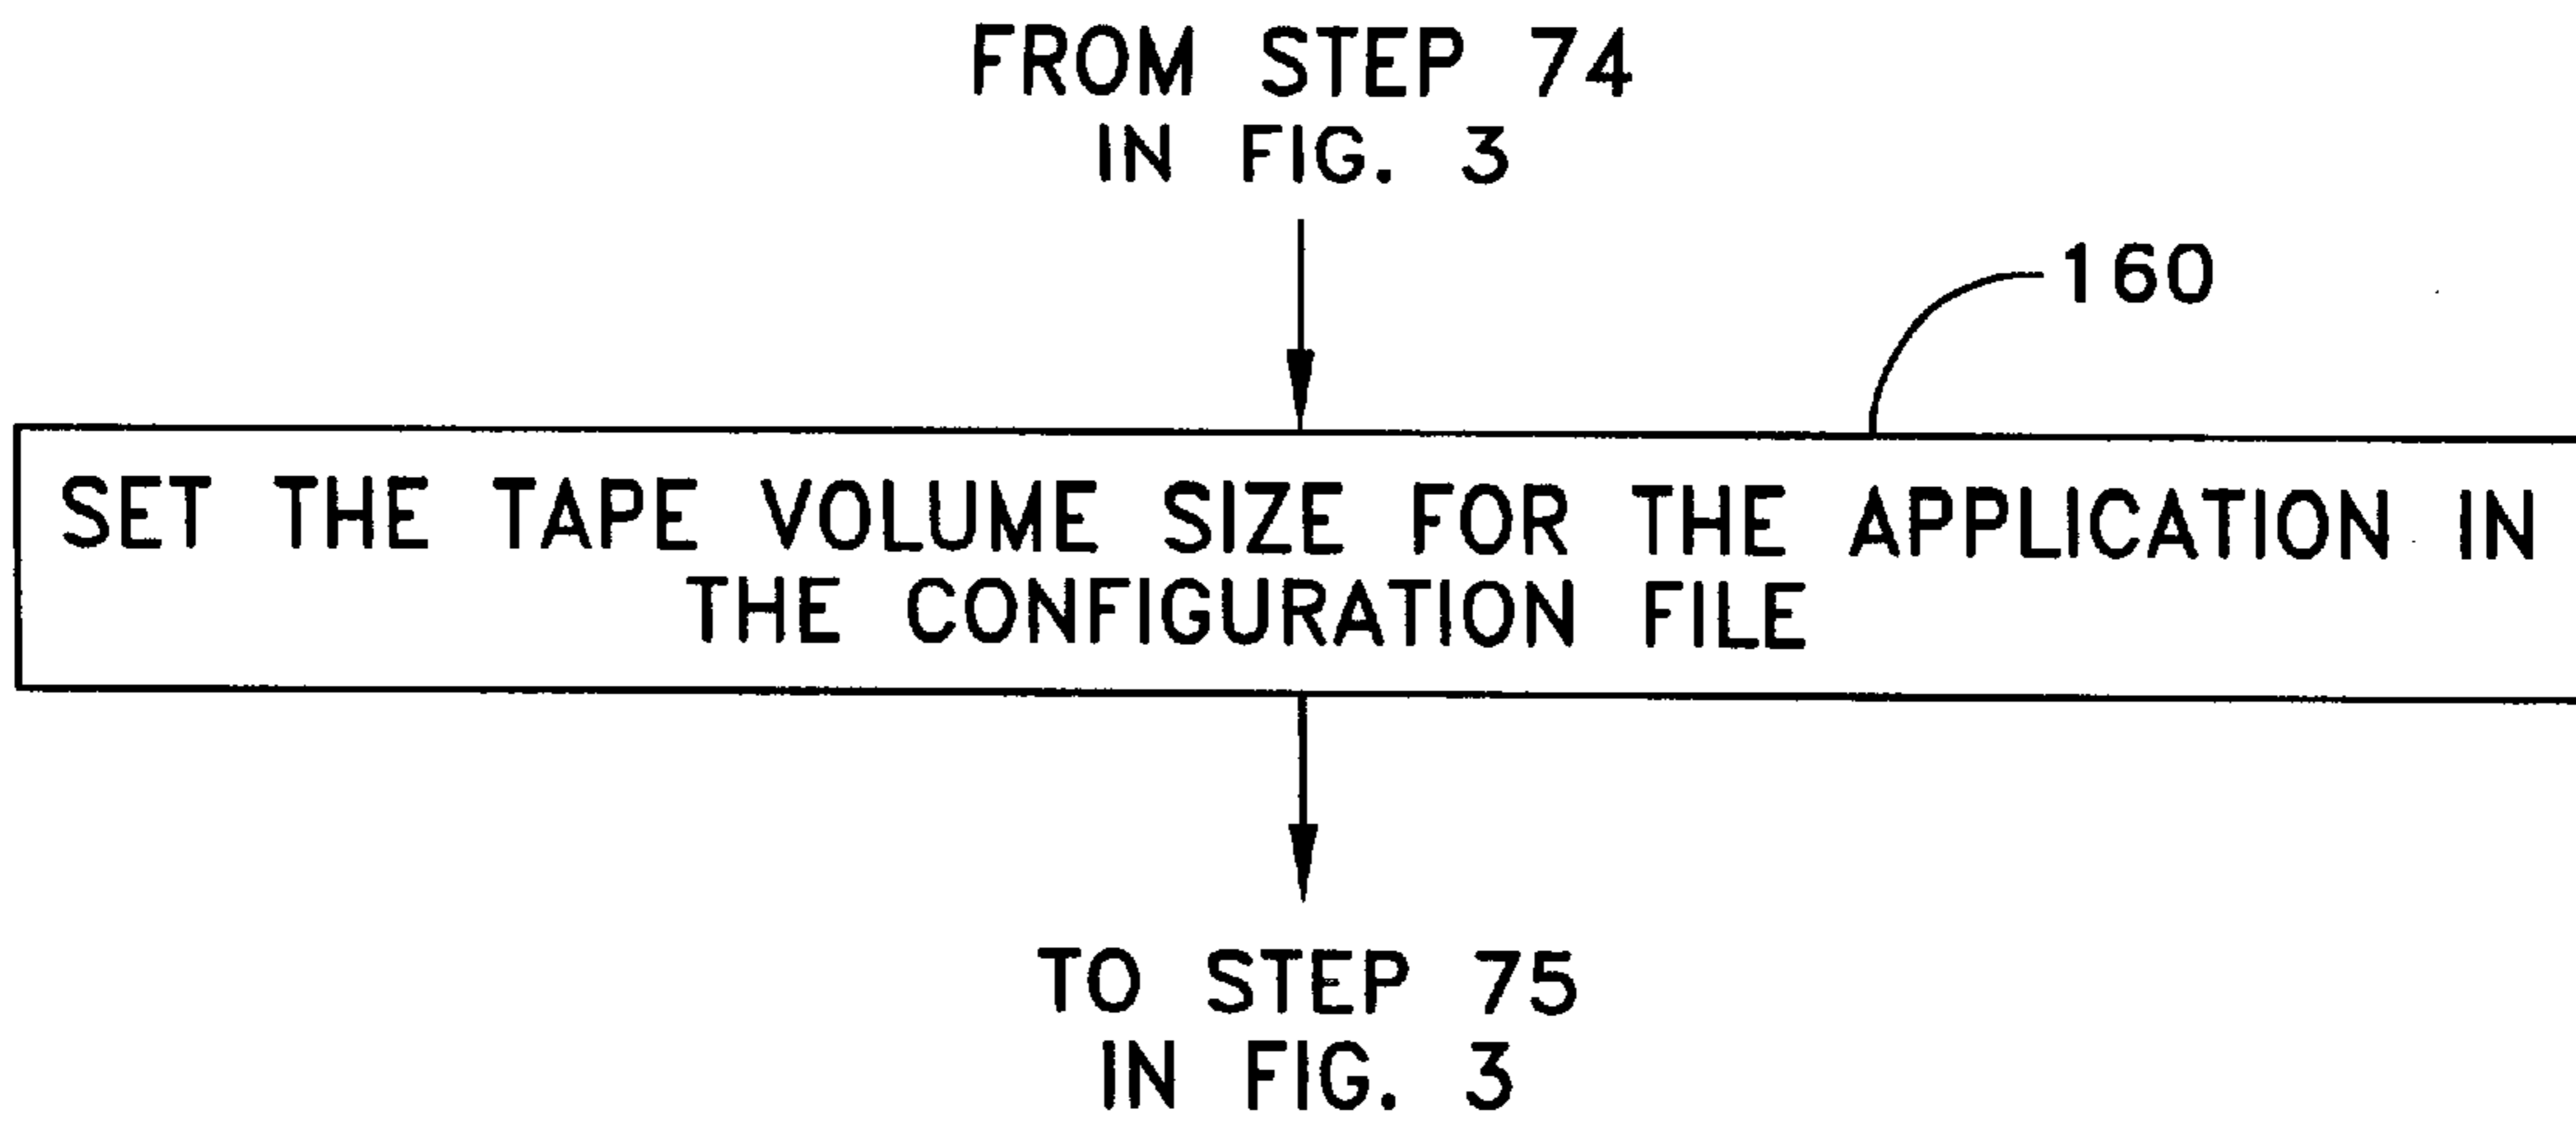 FROM STEP 74
IN FIG. 3
160
SET THE TAPE VOLUME SIZE FOR THE APPLICATION IN
THE CONFIGURATION FILE
TO STEP 75
IN FIG. 3